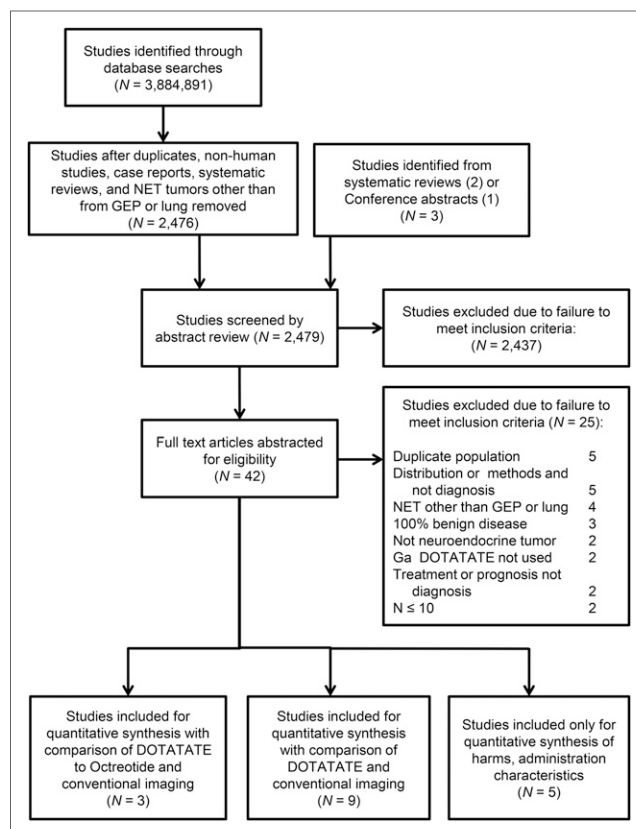 Studies identified through
database searches
(N = 3,884,891)
Studies after duplicates, non-human
studies, case reports, systematic
reviews, and NET tumors other than
from GEP or lung removed
(N = 2,476)
Studies identified from
systematic reviews (2) or
Conference abstracts (1)
(N = 3)
Studies screened by
abstract review (N = 2,479)
Studies excluded due to failure to
meet inclusion criteria:
(N = 2,437)
Full text articles abstracted
for eligibility
(N = 42)
Studies excluded due to failure to
meet inclusion criteria (N = 25):
Duplicate population 5
Distribution or methods and
not diagnosis 5
NET other than GEP or lung 4
100% benign disease 3
Not neuroendocrine tumor 2
Ga DOTATATE not used 2
Treatment or prognosis not
diagnosis 2
N ≤ 10 2
Studies included for
quantitative synthesis with
comparison of DOTATATE
to Octreotide and
conventional imaging
(N = 3)
Studies included for
quantitative synthesis
with comparison of
DOTATATE and
conventional imaging
(N = 9)
Studies included only for
quantitative synthesis of
harms, administration
characteristics
(N = 5)